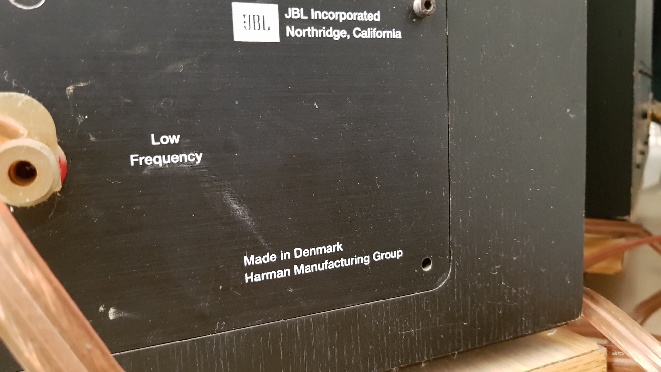 JBL
JBL Incorporated
Northridge, California
Low
Frequency
Made in Denmark
Harman Manufacturing Group